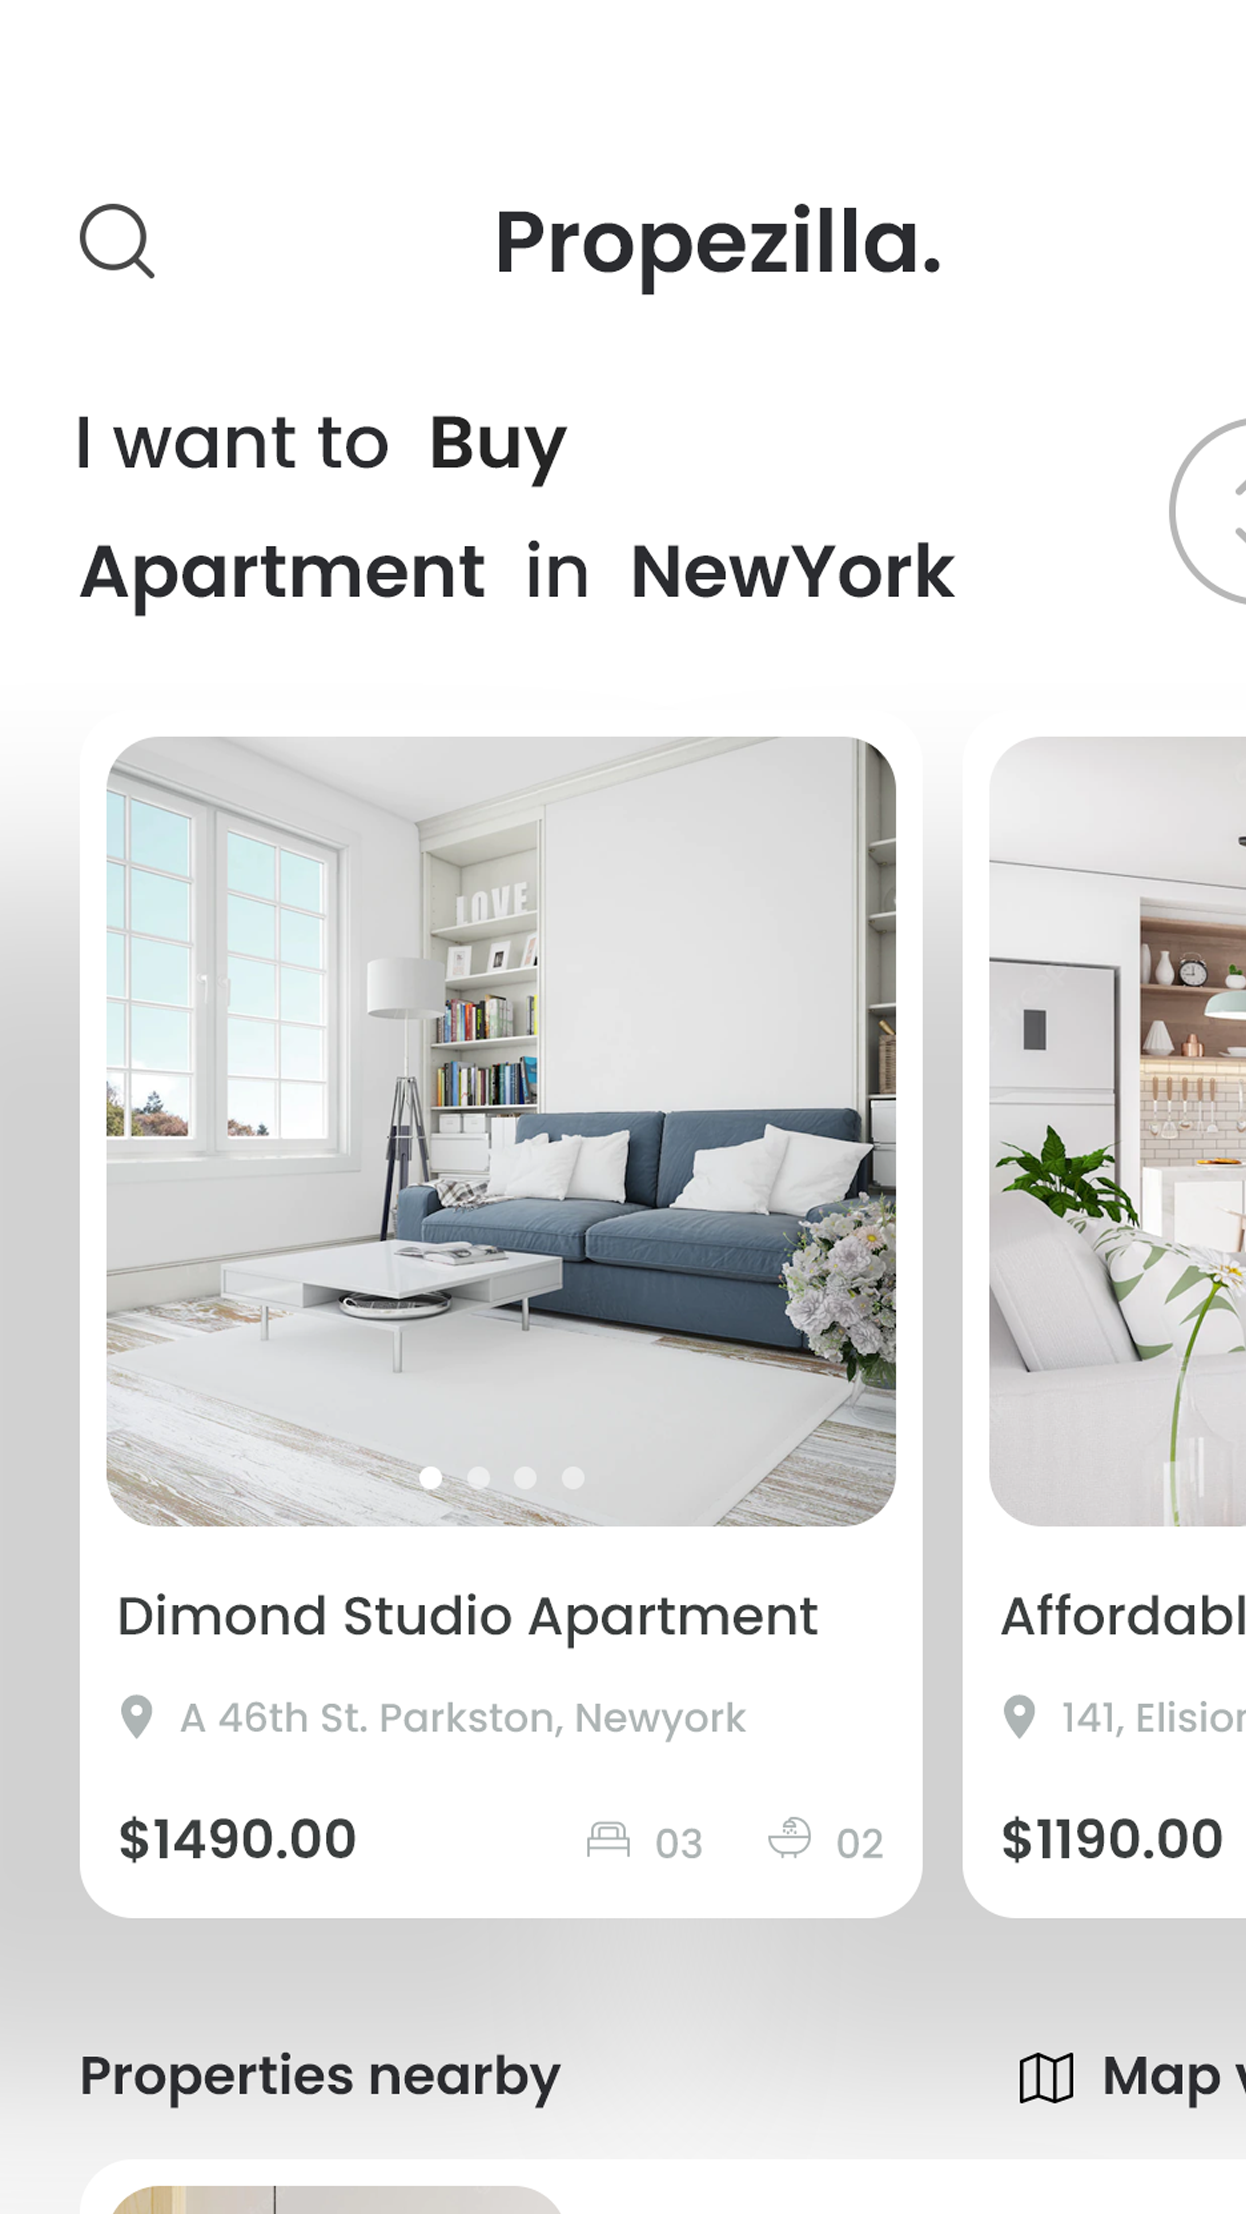 Propezilla.
I want to Buy
Apartment in NewYork
LOVE
Dimond Studio Apartment
A 46th St. Parkston, Newyork
$1490.00 03 02
Affordabl
141, Elision
$1190.00
Properties nearby
Map v